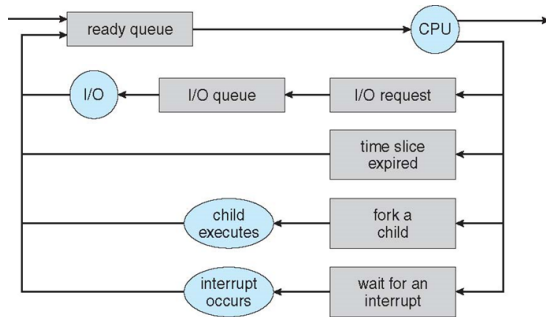 ready queue
CPU
I/O
I/O queue
I/O request
time slice
expired
child
executes
fork a
child
interrupt
occurs
wait for an
interrupt